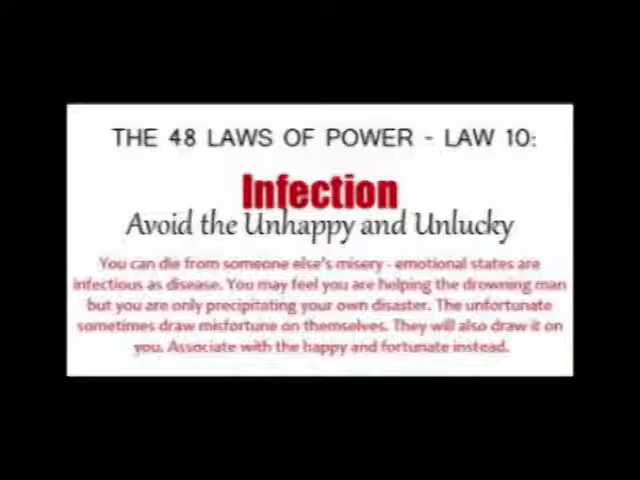 THE 48 LAWS OF POWER - LAW 10:
Infection
Avoid the Unhappy and Unlucky
You can die from someone else's misery - emotional states are
infectious as disease. You may feel you are helping the drowning man
but you are only precipitating your own disaster. The unfortunate
sometimes draw misfortune on themselves. They will also draw it on
you. Associate with the happy and fortunate instead.